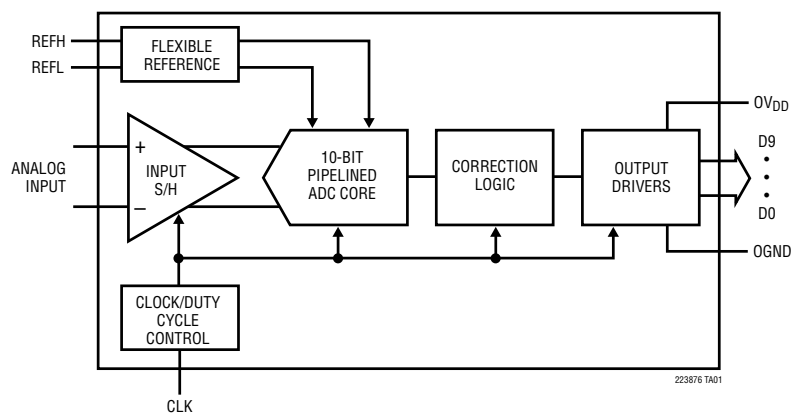 REFH
REFL
FLEXIBLE
REFERENCE
OVDD
ANALOG
INPUT
+
–
INPUT
S/H
10-BIT
PIPELINED
ADC CORE
CORRECTION
LOGIC
OUTPUT
DRIVERS
D9
•
•
•
D0
OGND
CLOCK/DUTY
CYCLE
CONTROL
CLK
223876 TA01